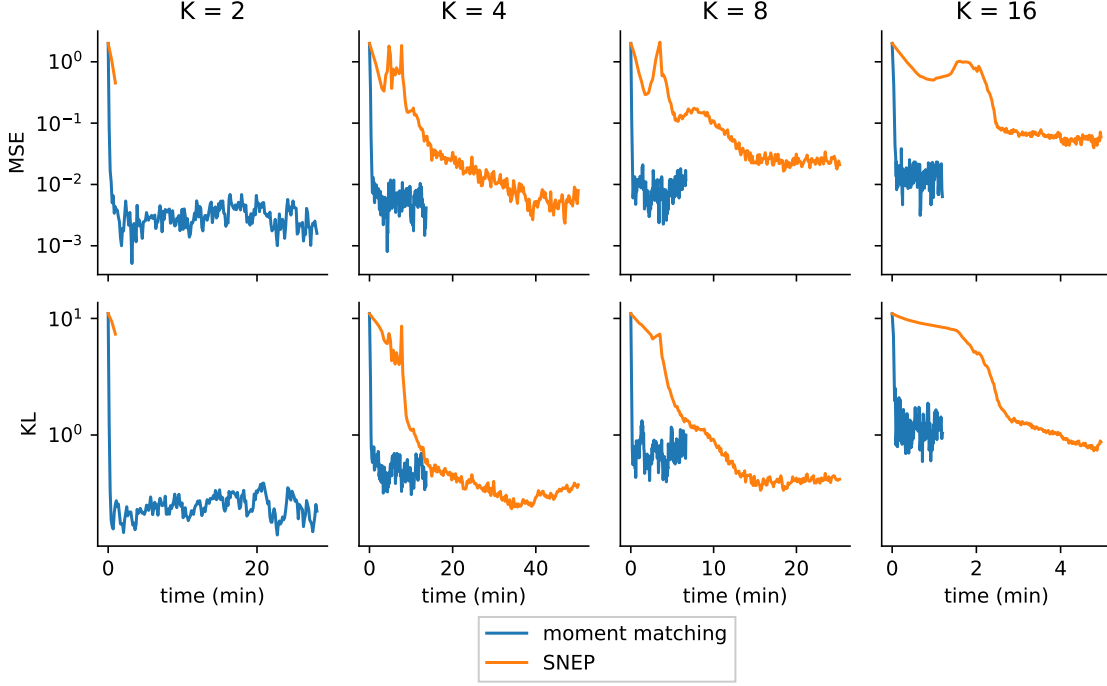 K = 2 K = 4 K = 8 K = 16
MSE
10^0
10^-1
10^-2
10^-3
KL
10^1
10^0
0 20 0 20 40 0 10 20 0 2 4
time (min) time (min) time (min) time (min)
moment matching
SNEP